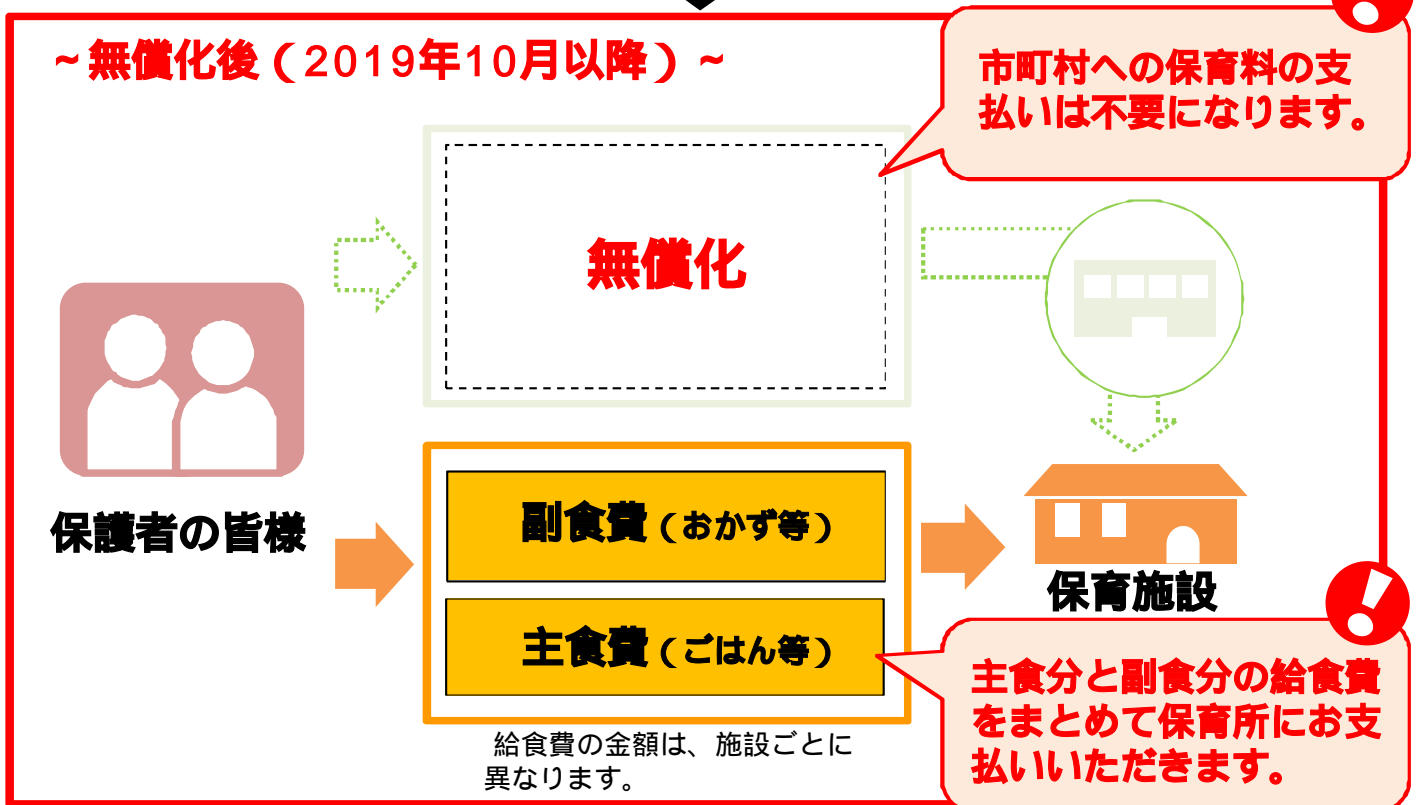 ~無償化後（2019年10月以降）~
市町村への保育料の支
払いは不要になります。
無償化
保護者の皆様
副食費（おかず等）
主食費（ごはん等）
保育施設
給食費の金額は、施設ごとに
異なります。
主食分と副食分の給食費
をまとめて保育所にお支
払いいただきます。